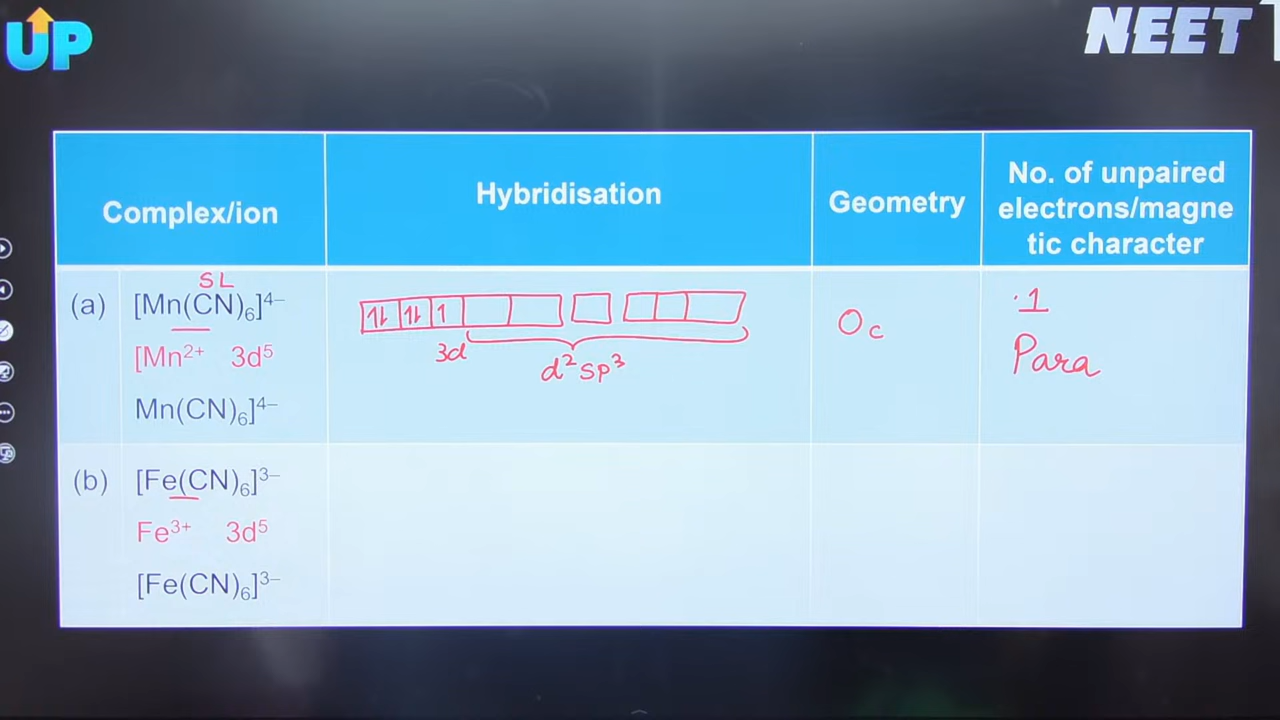 UP
NEET
Complex/ion
Hybridisation
Geometry
No. of unpaired
electrons/magne
tic character
SL
(a) [Mn(CN)₆]⁴⁻
[Mn²⁺ 3d⁵
Mn(CN)₆]⁴⁻
1↓ 1↓ 1
3d
d²sp³
Oc
1
Para
(b) [Fe(CN)₆]³⁻
Fe³⁺ 3d⁵
[Fe(CN)₆]³⁻